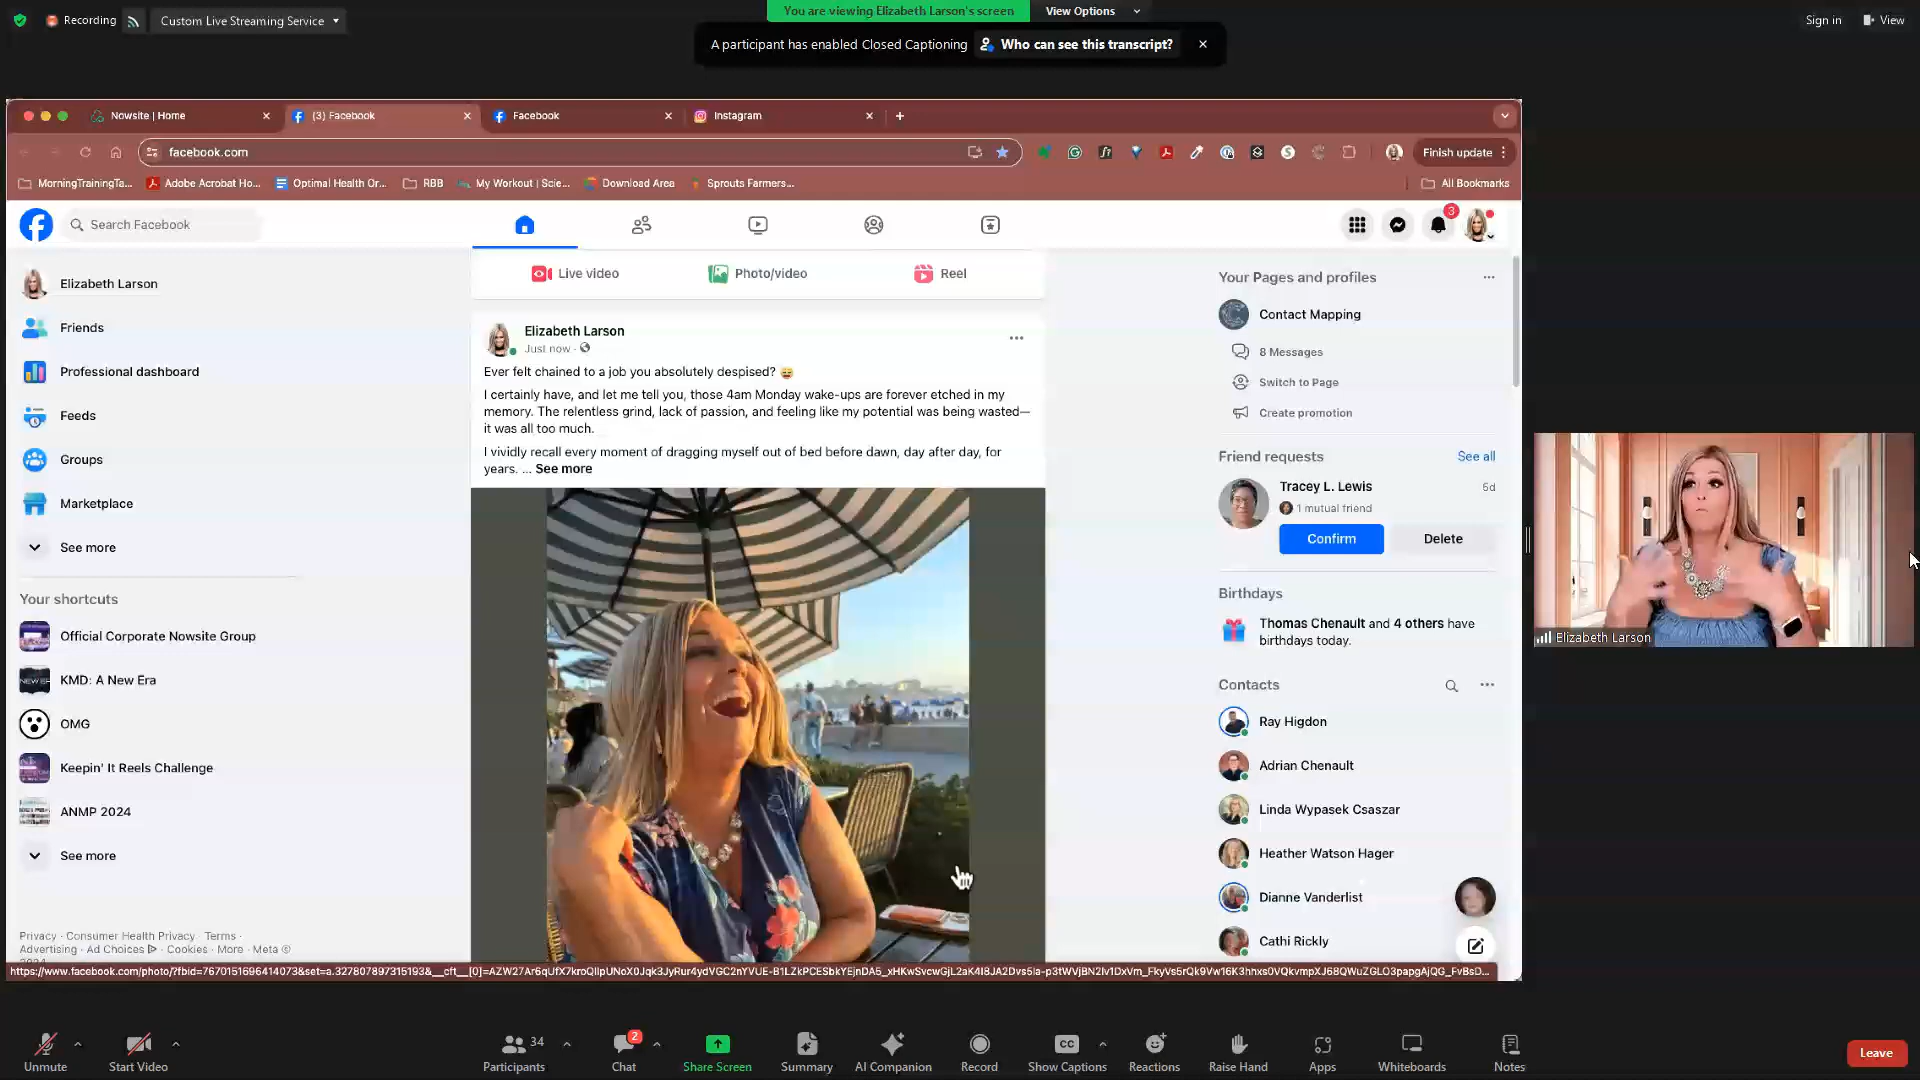 Recording
Custom Live Streaming Service
You are viewing Elizabeth Larson's screen
View Options
Sign in
View
A participant has enabled Closed Captioning
Who can see this transcript?
Nowsite | Home
(3) Facebook
Facebook
Instagram
facebook.com
Finish update
MorningTrainingTa...
Adobe Acrobat Ho...
Optimal Health Or...
RBB
My Workout | Scie...
Download Area
Sprouts Farmers...
All Bookmarks
Search Facebook
3
Elizabeth Larson
Friends
Professional dashboard
Feeds
Groups
Marketplace
See more
Your shortcuts
Official Corporate Nowsite Group
KMD: A New Era
OMG
Keepin' It Reels Challenge
ANMP 2024
See more
Privacy · Consumer Health Privacy · Terms ·
Advertising · Ad Choices · Cookies · More · Meta ©
Live video
Photo/video
Reel
Elizabeth Larson
Just now ·
Ever felt chained to a job you absolutely despised? 😅
I certainly have, and let me tell you, those 4am Monday wake-ups are forever etched in my
memory. The relentless grind, lack of passion, and feeling like my potential was being wasted—
it was all too much.
I vividly recall every moment of dragging myself out of bed before dawn, day after day, for
years. ... See more
Your Pages and profiles
Contact Mapping
8 Messages
Switch to Page
Create promotion
Friend requests
See all
Tracey L. Lewis
6d
1 mutual friend
Confirm
Delete
Birthdays
Thomas Chenault and 4 others have
birthdays today.
Contacts
Ray Higdon
Adrian Chenault
Linda Wypasek Csaszar
Heather Watson Hager
Dianne Vanderlist
Cathi Rickly
Elizabeth Larson
Unmute
Start Video
34
Participants
2
Chat
Share Screen
Summary
AI Companion
Record
CC
Show Captions
Reactions
Raise Hand
Apps
Whiteboards
Notes
Leave